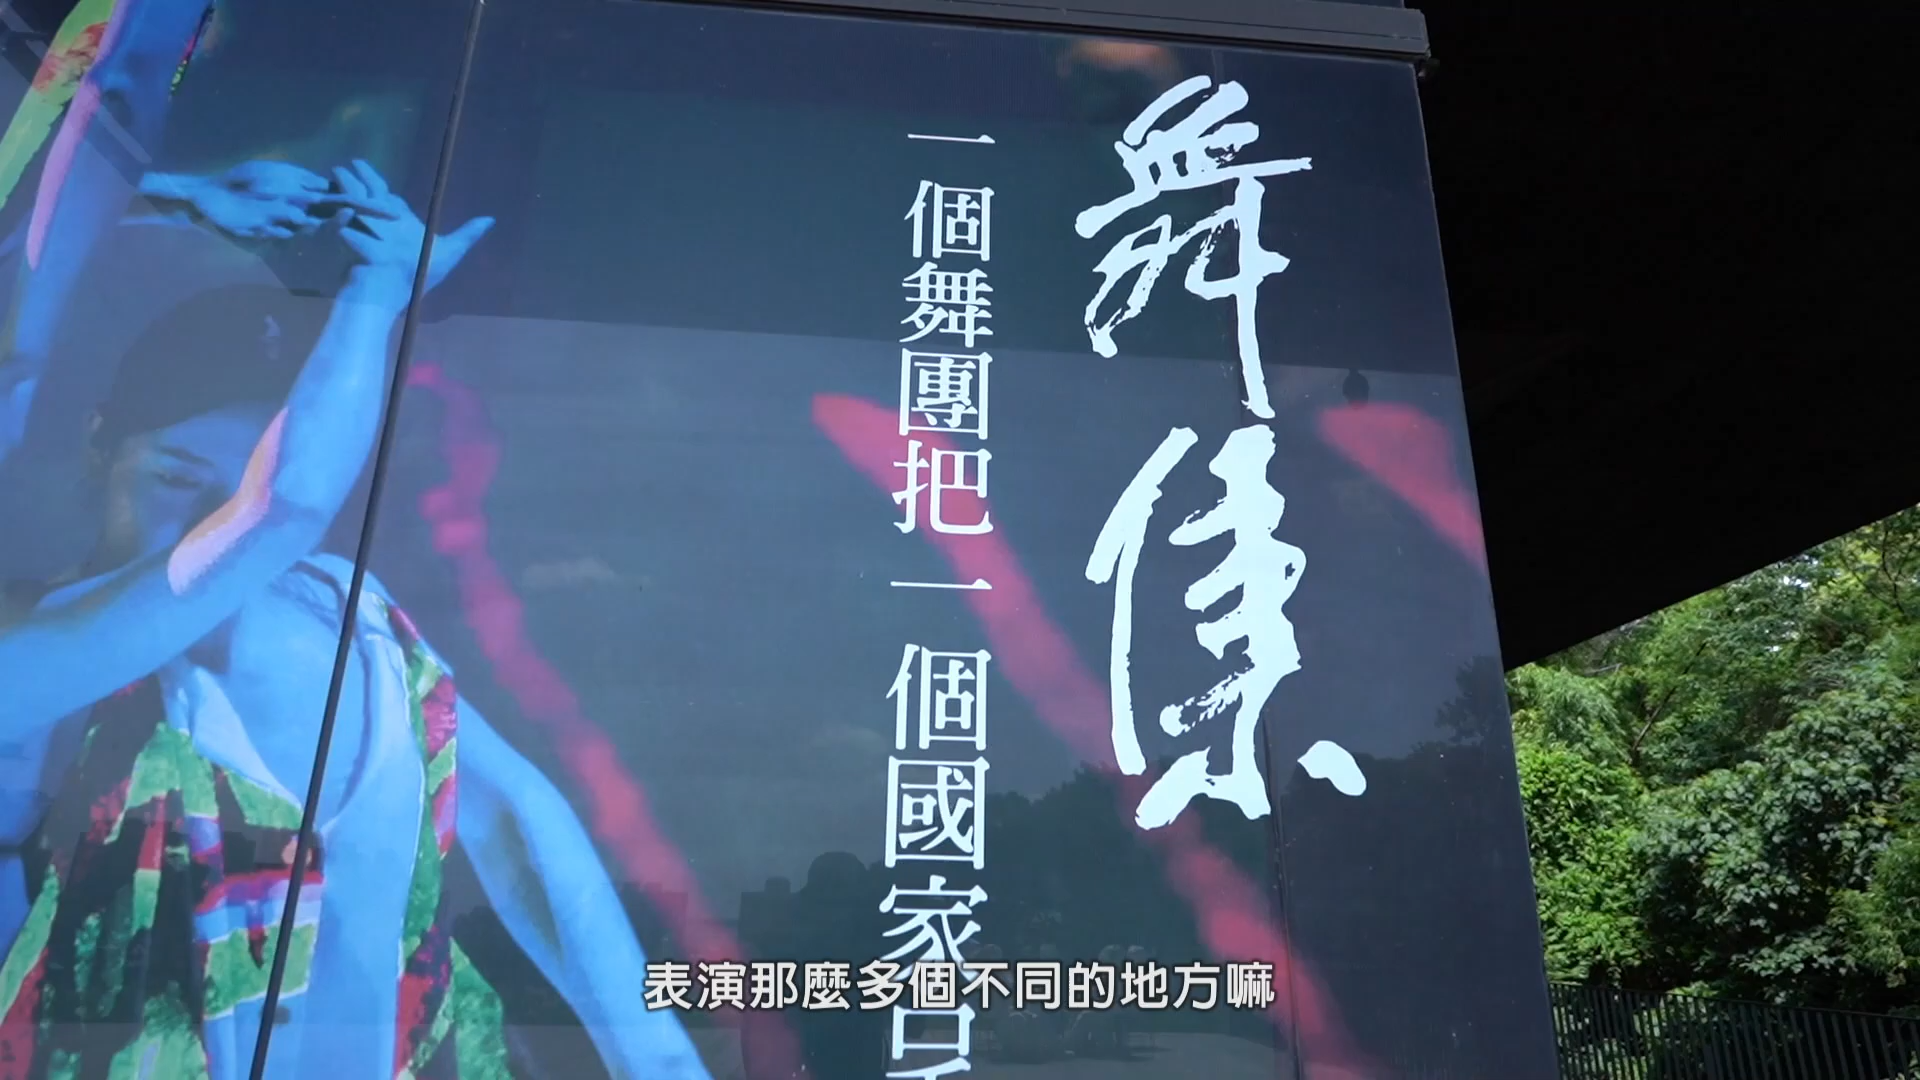 舞集
一個舞團把一個國家
表演那麼多個不同的地方嘛